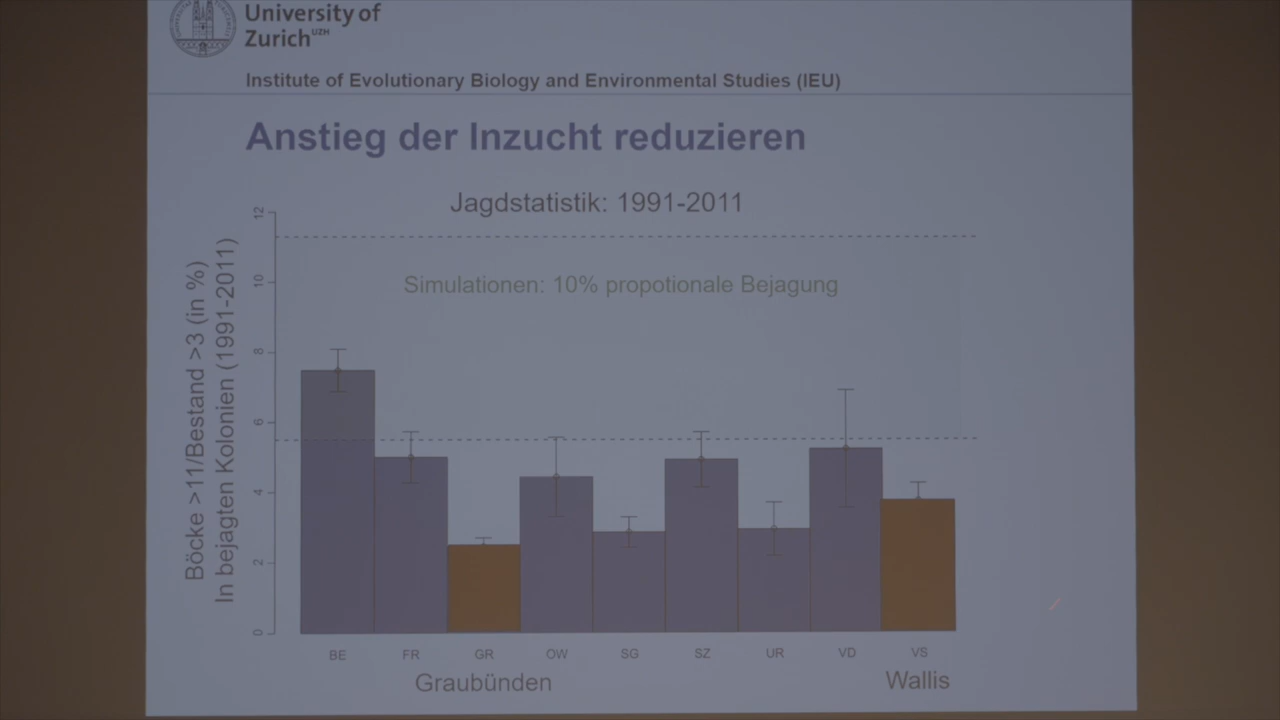 University of
Zurich UZH
Institute of Evolutionary Biology and Environmental Studies (IEU)
Anstieg der Inzucht reduzieren
Jagdstatistik: 1991-2011
Simulationen: 10% propotionale Bejagung
Böcke >11/Bestand >3 (in %)
In bejagten Kolonien (1991-2011)
12
10
8
6
4
2
0
BE FR GR OW SG SZ UR VD VS
Graubünden Wallis